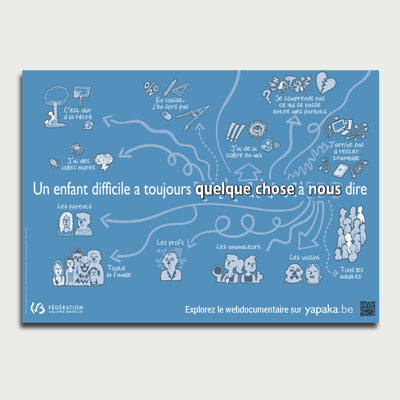 C'est dur
à la récré
En classe,
j'en sors pas
Je comprends pas
ce qui se passe
entre mes parents
J'ai des
idées noires
J'ai de la
colère en moi
J'arrive pas
à rester
tranquille
Un enfant difficile a toujours quelque chose à nous dire
Les parents
Toute
la famille
Les profs
Les animateurs
Les voisins
Tous les
adultes
FÉDÉRATION
WALLONIE-BRUXELLES
Explorez le webdocumentaire sur yapaka.be